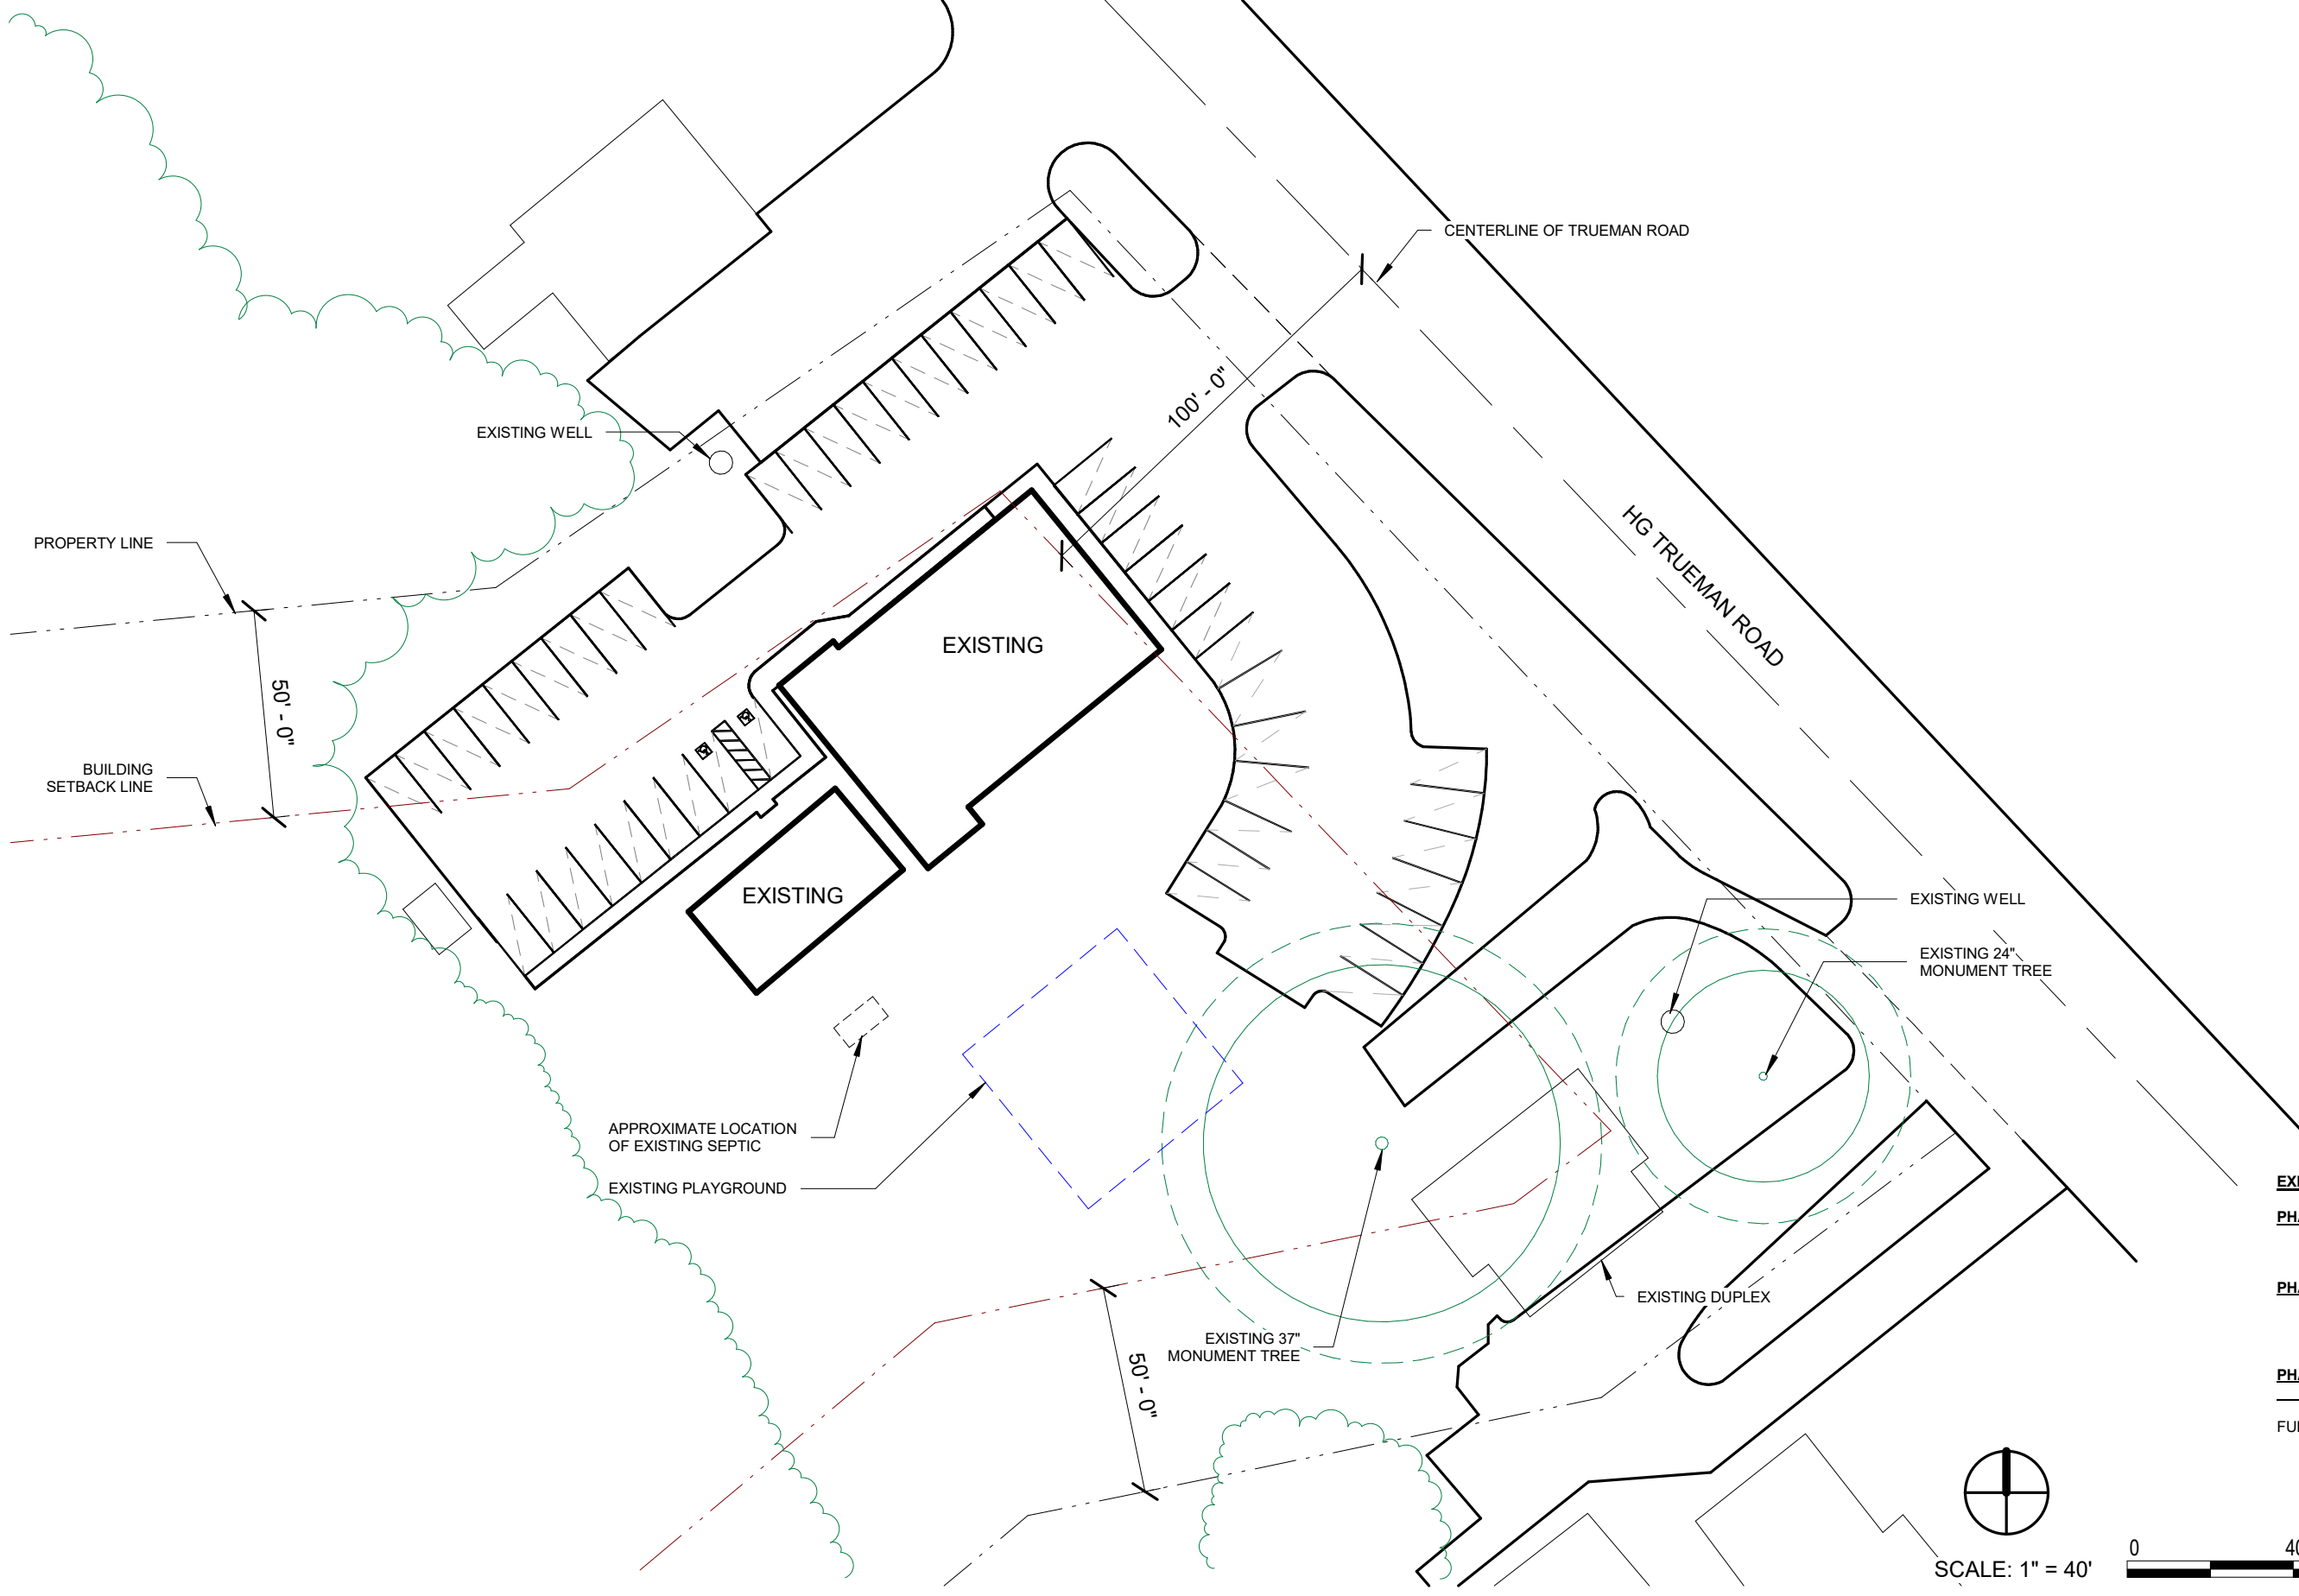 CENTERLINE OF TRUEMAN ROAD
100' - 0"
EXISTING WELL
HG TRUEMAN ROAD
PROPERTY LINE
EXISTING
50' - 0"
BUILDING
SETBACK LINE
EXISTING
EXISTING WELL
EXISTING 24"
MONUMENT TREE
APPROXIMATE LOCATION
OF EXISTING SEPTIC
EXISTING PLAYGROUND
EXISTING DUPLEX
EXISTING 37"
MONUMENT TREE
50' - 0"
SCALE: 1" = 40'
0